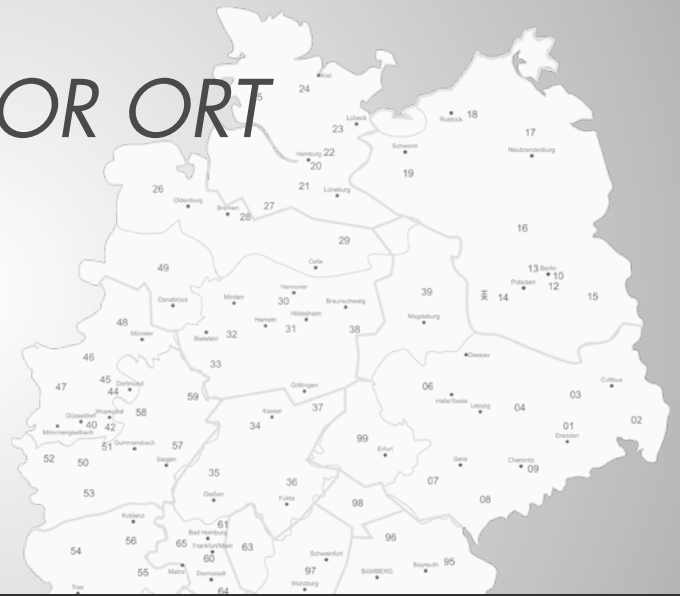 OR ORT
Kiel
24
5
Lübeck
23
Rostock 18
17
Neubrandenburg
Hamburg 22
20
Schwerin
19
26
21
Lüneburg
Oldenburg
Bremen
28
27
16
29
49
Celle
13 Berlin
10
Potsdam
12
HK
14
15
Hannover
30
Minden
Braunschweig
39
Osnabrück
Hameln
Hildesheim
31
Magdeburg
48
Münster
Bielefeld
32
38
46
33
Dessau
47
45
44
Dortmund
59
Göttingen
06
Cottbus
03
Halle/Saale
Leipzig
04
02
Düsseldorf
Wuppertal
58
Kassel
37
Mönchengladbach
40
42
34
01
Dresden
51
Gummersbach
57
99
Erfurt
52
50
Siegen
Gera
Chemnitz
09
53
35
36
07
08
Gießen
Fulda
98
Koblenz
61
Bad Homburg
54
56
65
Frankfurt/Main
60
63
96
Schweinfurt
55
Mainz
Darmstadt
97
BAMBERG
Bayreuth
95
Trier
64
Würzburg